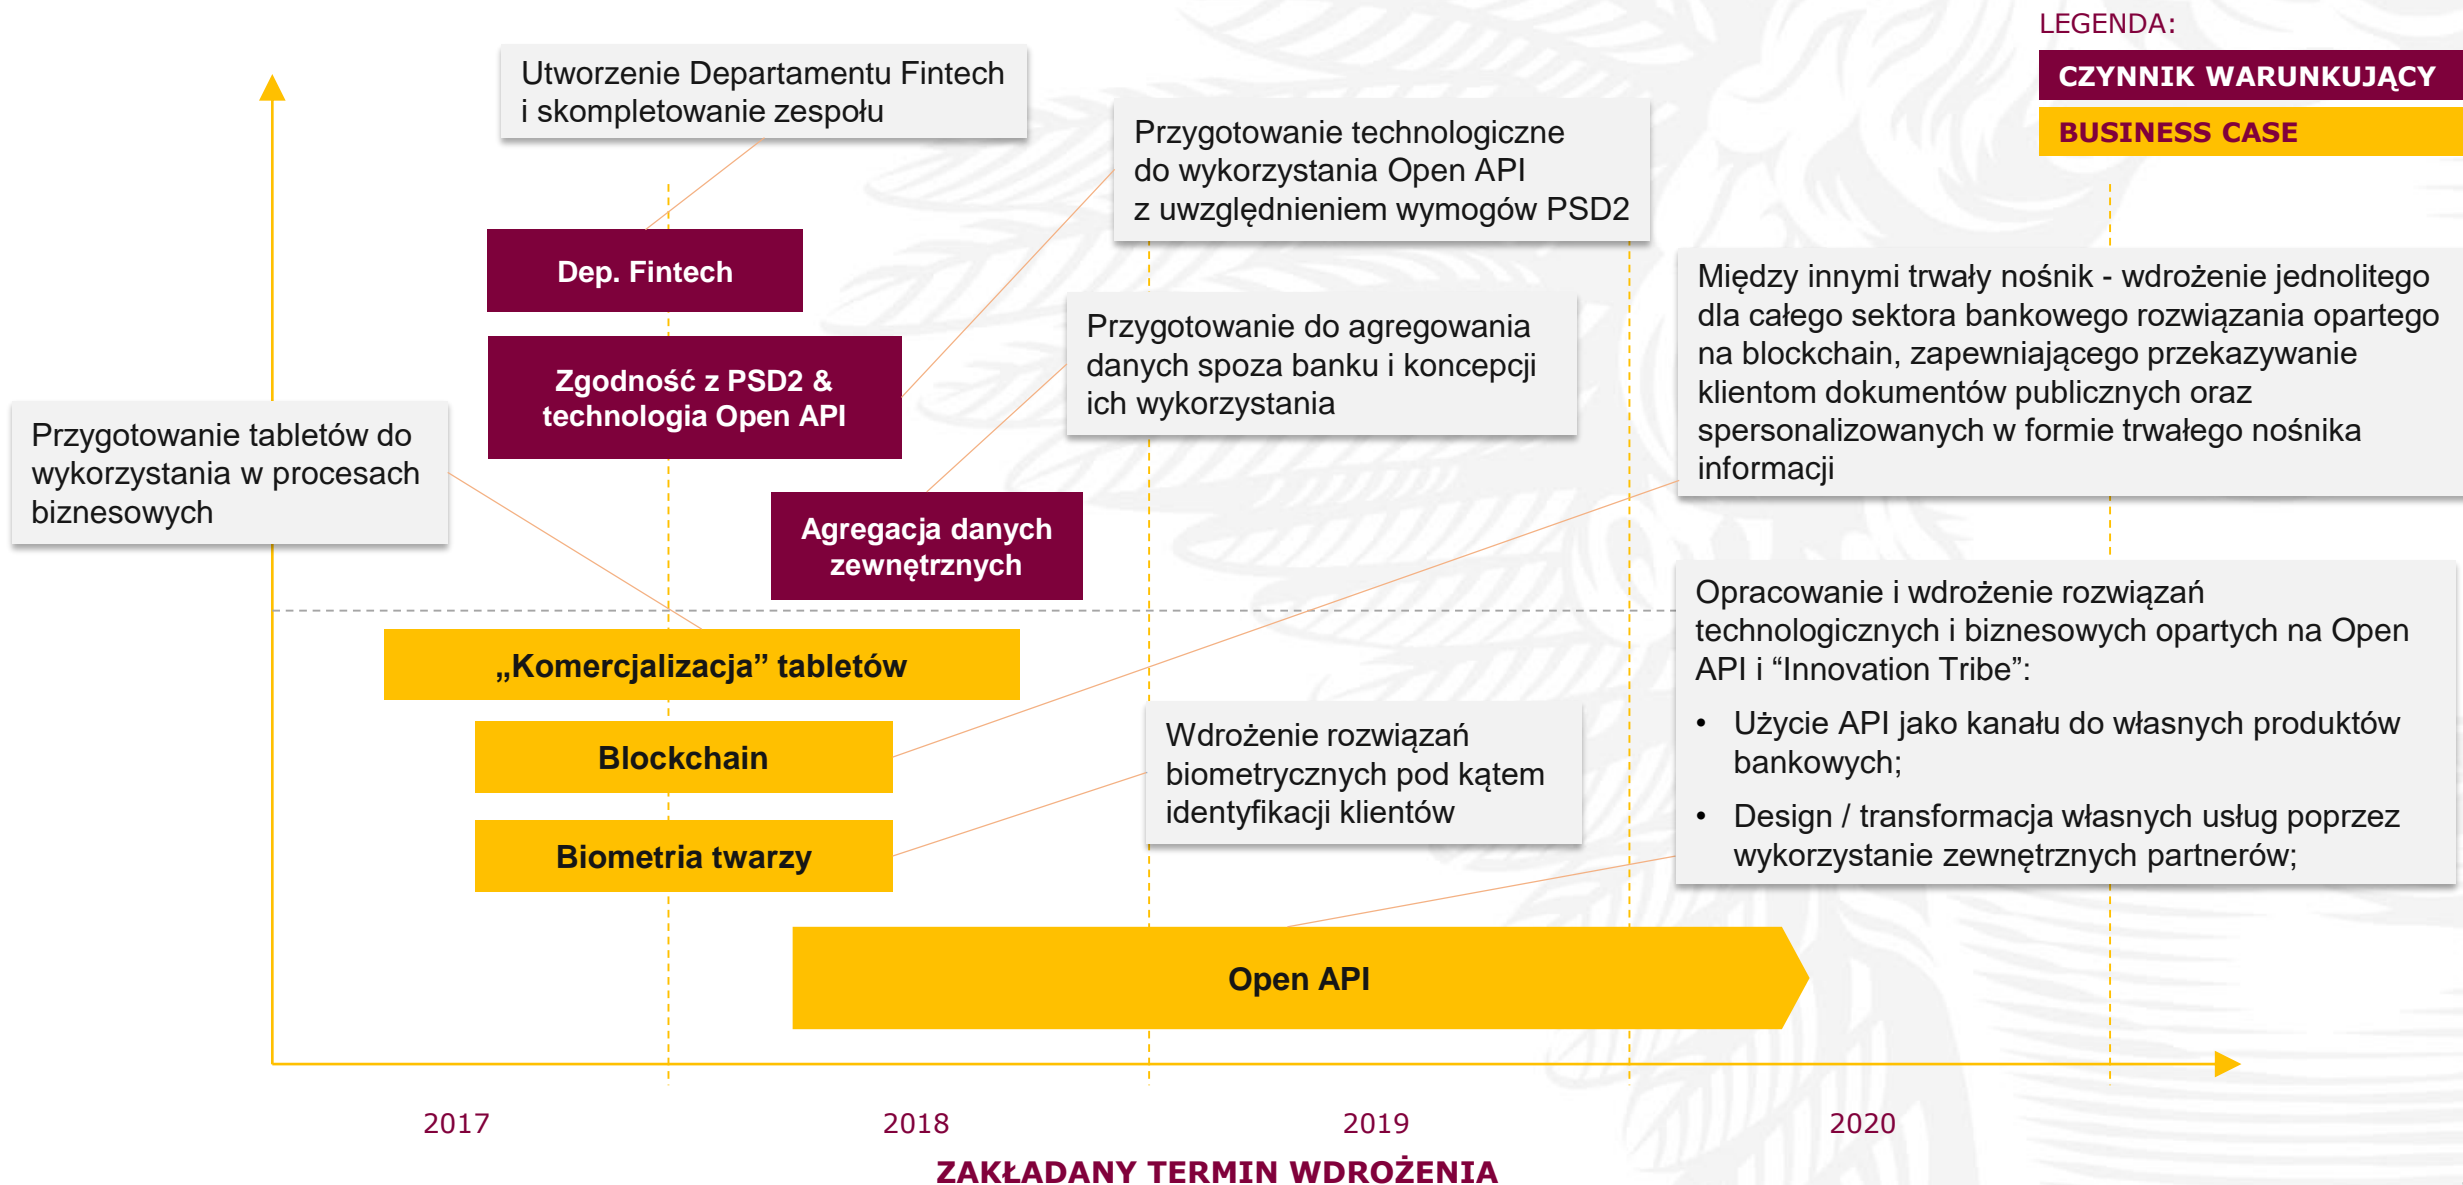 LEGENDA:
CZYNNIK WARUNKUJĄCY
BUSINESS CASE
Utworzenie Departamentu Fintech
i skompletowanie zespołu
Przygotowanie technologiczne
do wykorzystania Open API
z uwzględnieniem wymogów PSD2
Dep. Fintech
Między innymi trwały nośnik - wdrożenie jednolitego
dla całego sektora bankowego rozwiązania opartego
na blockchain, zapewniającego przekazywanie
klientom dokumentów publicznych oraz
spersonalizowanych w formie trwałego nośnika
informacji
Przygotowanie do agregowania
danych spoza banku i koncepcji
ich wykorzystania
Zgodność z PSD2 &
technologia Open API
Przygotowanie tabletów do
wykorzystania w procesach
biznesowych
Agregacja danych
zewnętrznych
Opracowanie i wdrożenie rozwiązań
technologicznych i biznesowych opartych na Open
API i “Innovation Tribe”:
• Użycie API jako kanału do własnych produktów
bankowych;
• Design / transformacja własnych usług poprzez
wykorzystanie zewnętrznych partnerów;
„Komercjalizacja” tabletów
Blockchain
Wdrożenie rozwiązań
biometrycznych pod kątem
identyfikacji klientów
Biometria twarzy
Open API
2017 2018 2019 2020
ZAKŁADANY TERMIN WDROŻENIA